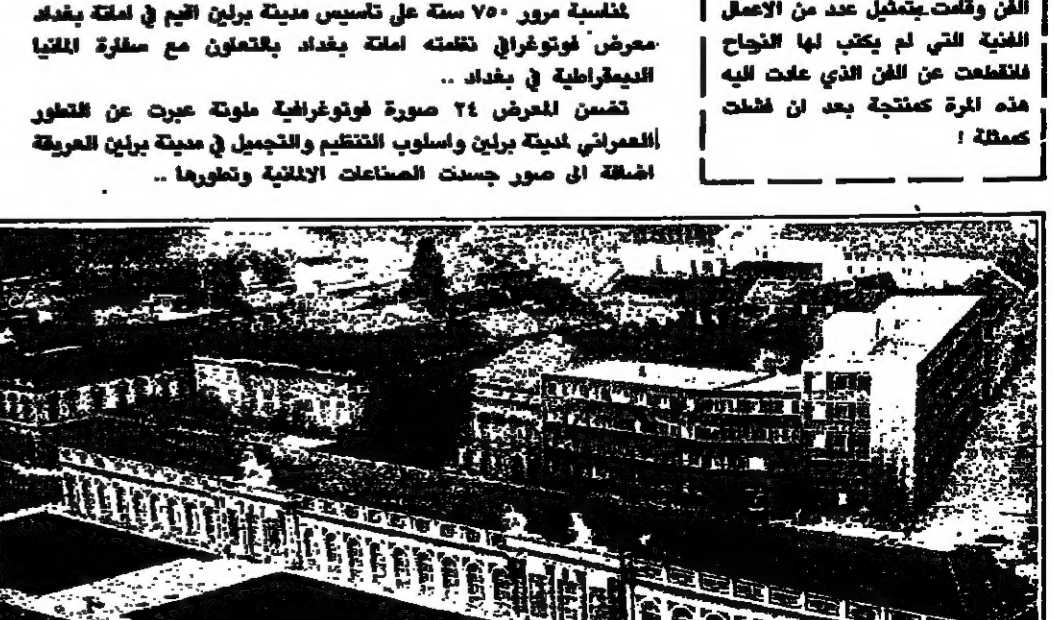 الفن وقامت بتمثيل عدد من الاعمال
الفنية التي لم يكتب لها النجاح
فانقطعت عن الفن الذي عادت اليه
هذه المرة كمنتجة بعد ان فشلت
كممثلة !
لمناسبة مرور ٧٥٠ سنة على تأسيس مدينة برلين اقيم في امانة بغداد
معرض فوتوغرافي نظمته امانة بغداد بالتعاون مع سفارة المانيا
الديمقراطية في بغداد ..
تضمن المعرض ٢٤ صورة فوتوغرافية ملونة عبرت عن التطور
العمراني لمدينة برلين واسلوب التنظيم والتجميل في مدينة برلين العريقة
اضافة الى صور جسدت الصناعات الالمانية وتطورها ..